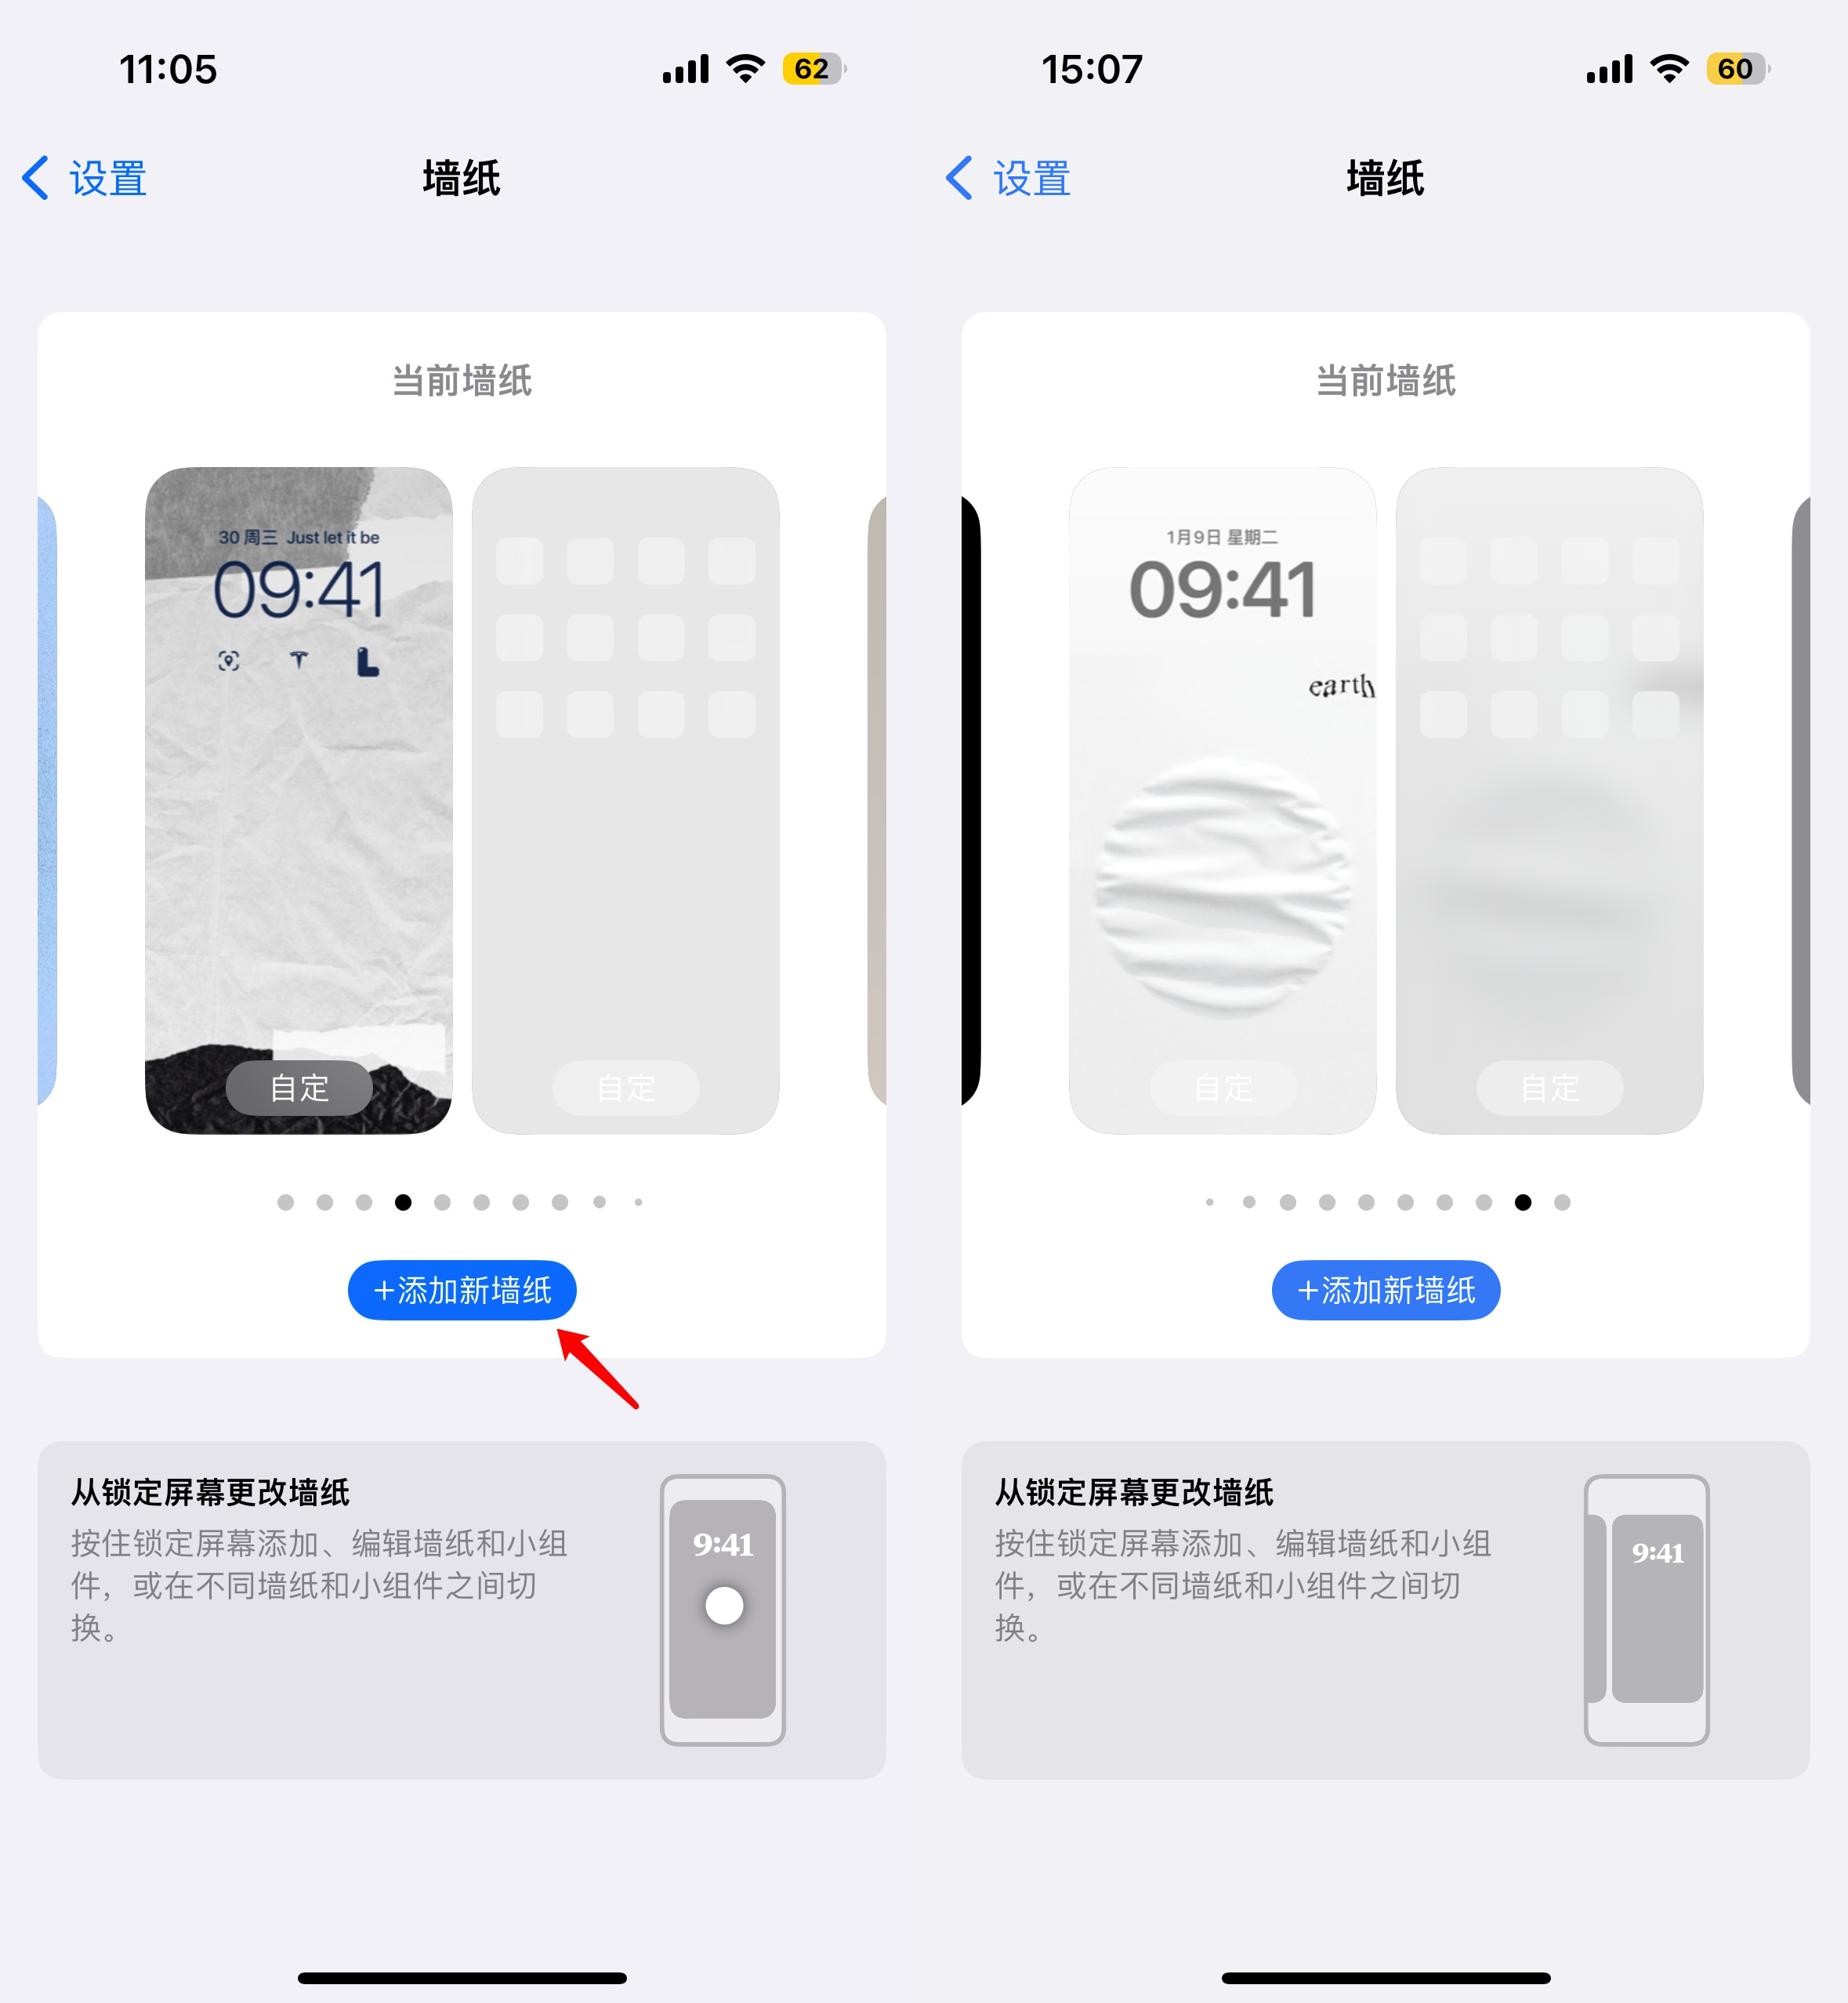 11:05
62
设置
墙纸
当前墙纸
30 周三 Just let it be
09:41
自定
自定
+添加新墙纸
从锁定屏幕更改墙纸
按住锁定屏幕添加、编辑墙纸和小组
件，或在不同墙纸和小组件之间切
换。
9:41
15:07
60
设置
墙纸
当前墙纸
1月9日 星期二
09:41
earth
自定
自定
+添加新墙纸
从锁定屏幕更改墙纸
按住锁定屏幕添加、编辑墙纸和小组
件，或在不同墙纸和小组件之间切
换。
9:41